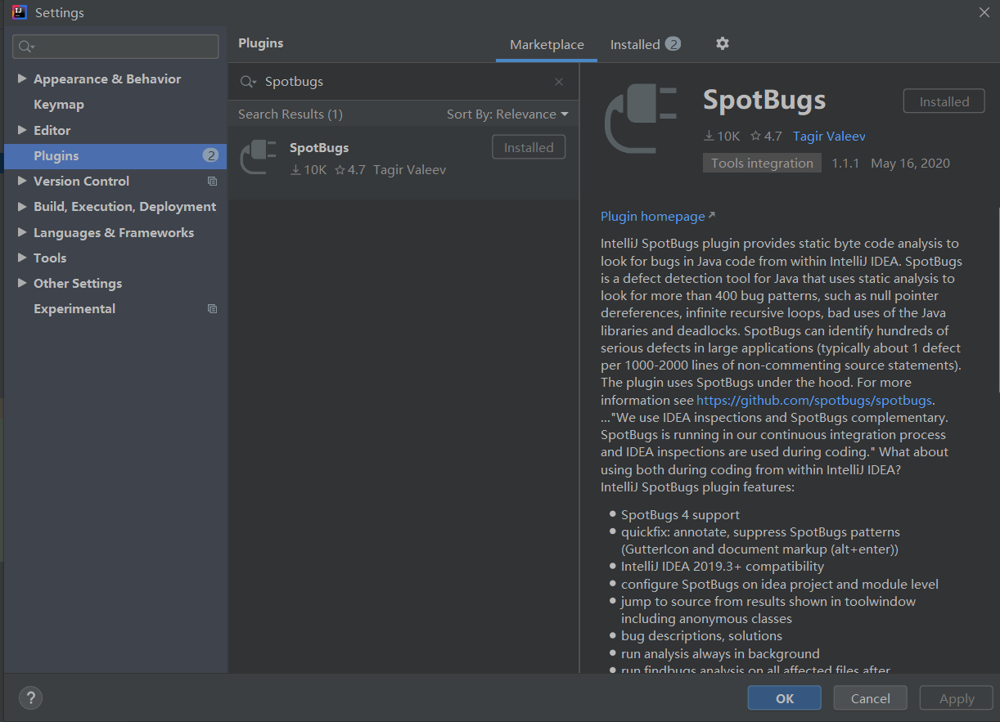 Settings
Plugins
Marketplace
Installed 2
Appearance & Behavior
Keymap
Editor
Plugins 2
Version Control
Build, Execution, Deployment
Languages & Frameworks
Tools
Other Settings
Experimental
Spotbugs
Search Results (1)
Sort By: Relevance
SpotBugs
Installed
10K 4.7 Tagir Valeev
SpotBugs
Installed
10K 4.7 Tagir Valeev
Tools integration 1.1.1 May 16, 2020
Plugin homepage
IntelliJ SpotBugs plugin provides static byte code analysis to
look for bugs in Java code from within IntelliJ IDEA. SpotBugs
is a defect detection tool for Java that uses static analysis to
look for more than 400 bug patterns, such as null pointer
dereferences, infinite recursive loops, bad uses of the Java
libraries and deadlocks. SpotBugs can identify hundreds of
serious defects in large applications (typically about 1 defect
per 1000-2000 lines of non-commenting source statements).
The plugin uses SpotBugs under the hood. For more
information see https://github.com/spotbugs/spotbugs.
..."We use IDEA inspections and SpotBugs complementary.
SpotBugs is running in our continuous integration process
and IDEA inspections are used during coding." What about
using both during coding from within IntelliJ IDEA?
IntelliJ SpotBugs plugin features:
SpotBugs 4 support
quickfix: annotate, suppress SpotBugs patterns
(GutterIcon and document markup (alt+enter))
IntelliJ IDEA 2019.3+ compatibility
configure SpotBugs on idea project and module level
jump to source from results shown in toolwindow
including anonymous classes
bug descriptions, solutions
run analysis always in background
run findbugs analysis on all affected files after
?
OK
Cancel
Apply